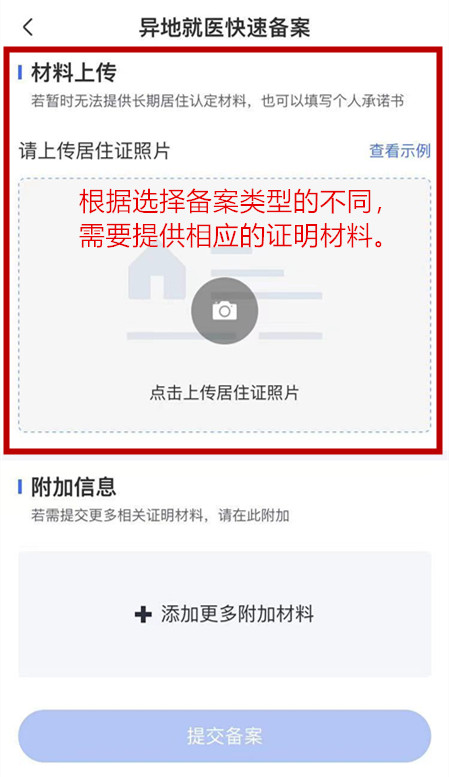 异地就医快速备案
材料上传
若暂时无法提供长期居住认定材料，也可以填写个人承诺书
请上传居住证照片 查看示例
根据选择备案类型的不同，
需要提供相应的证明材料。
点击上传居住证照片
附加信息
若需提交更多相关证明材料，请在此附加
添加更多附加材料
提交备案